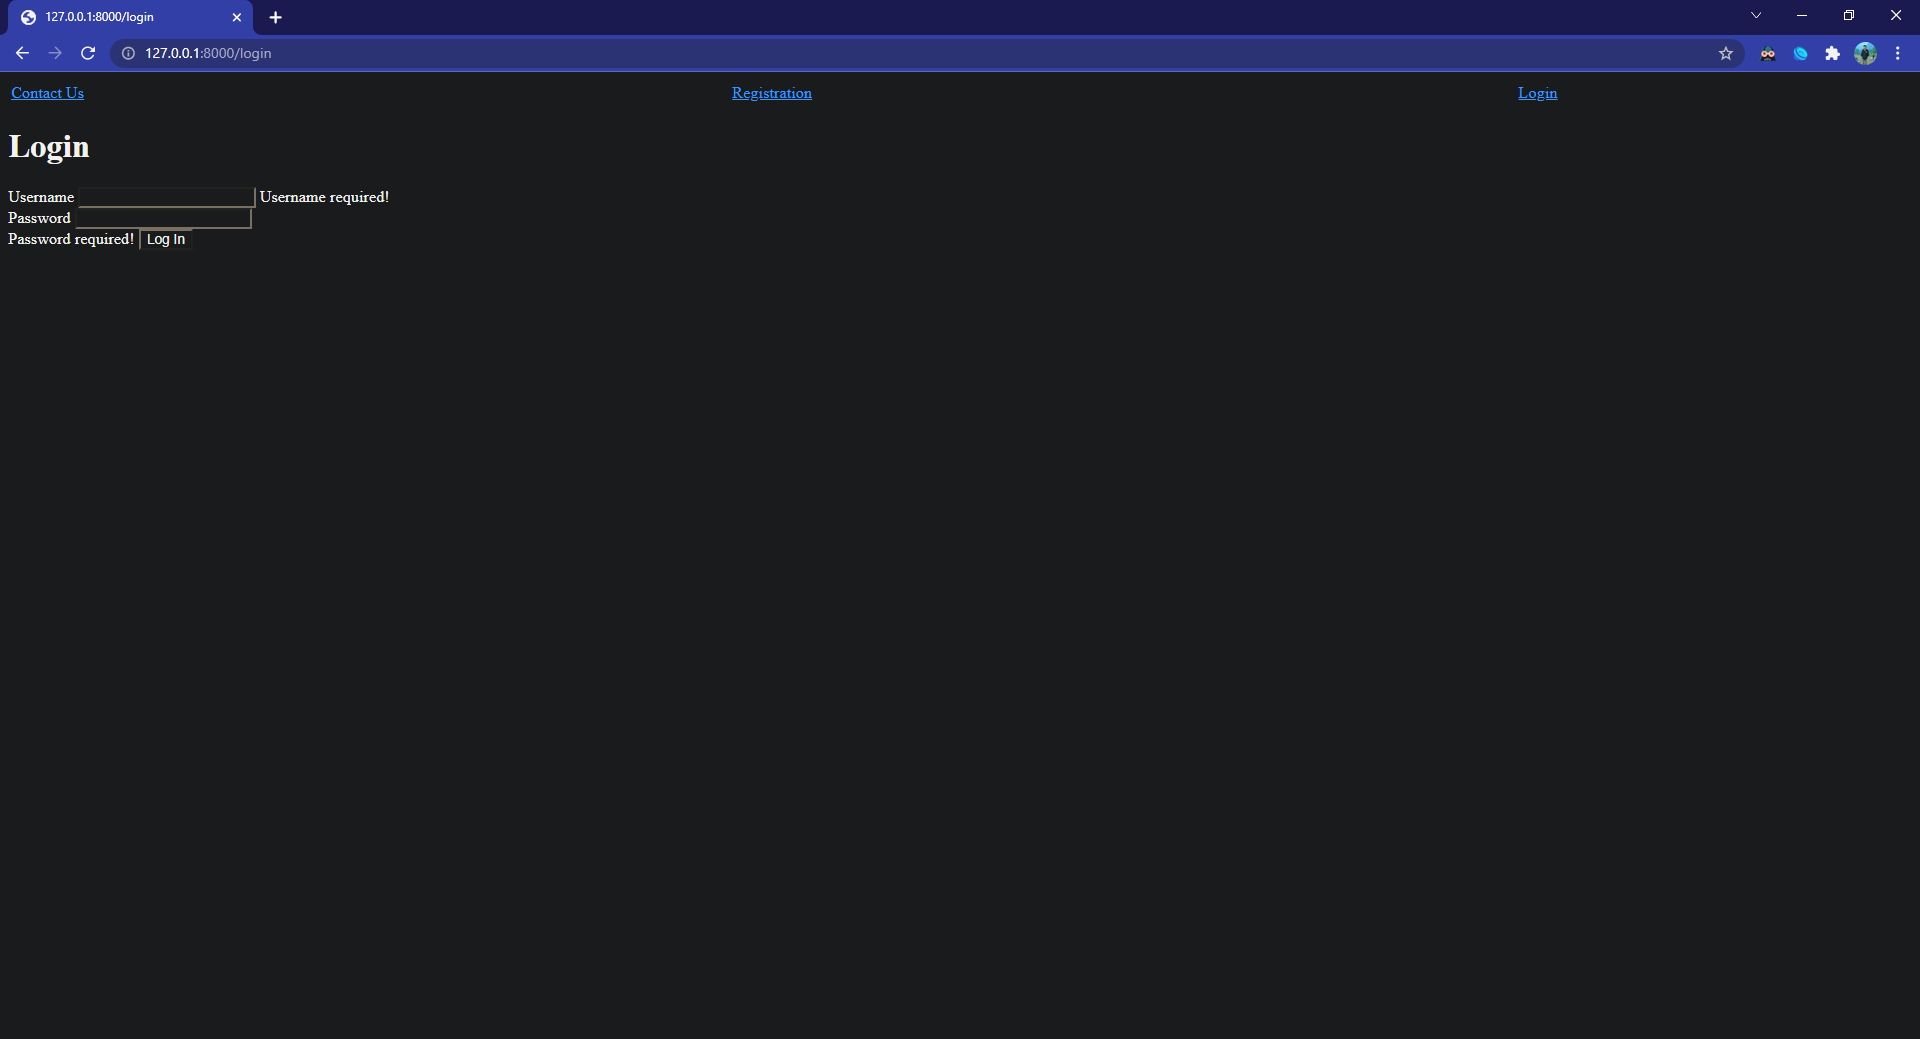 127.0.0.1:8000/login
127.0.0.1:8000/login
Contact Us Registration Login
Login
Username Username required!
Password
Password required! Log In